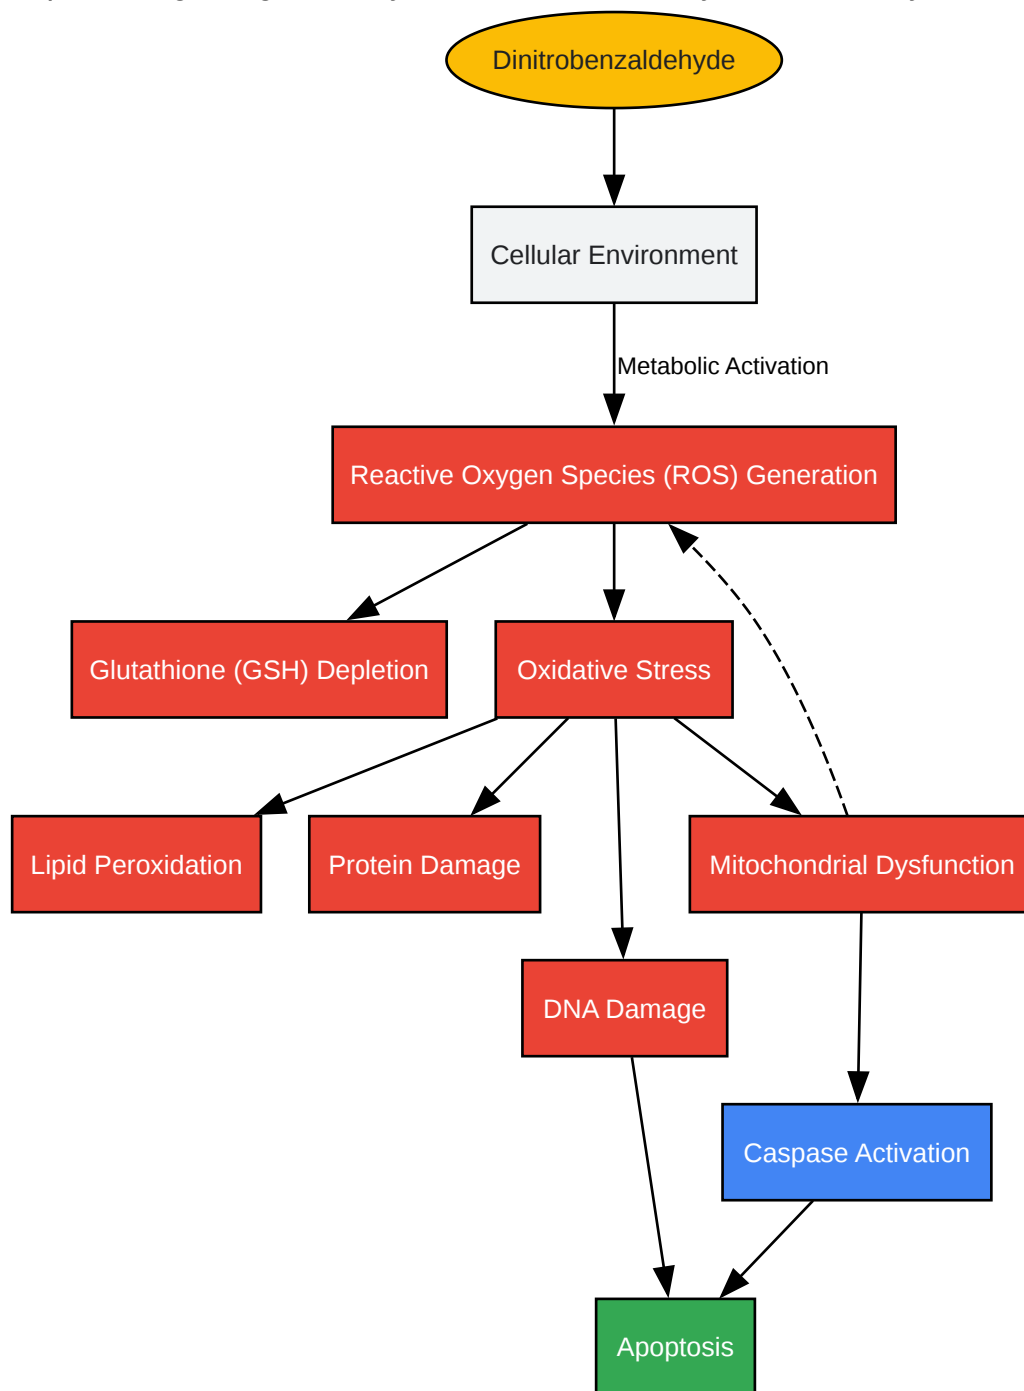 Dinitrobenzaldehyde
Cellular Environment
Metabolic Activation
Reactive Oxygen Species (ROS) Generation
Glutathione (GSH) Depletion
Oxidative Stress
Lipid Peroxidation
Protein Damage
Mitochondrial Dysfunction
DNA Damage
Caspase Activation
Apoptosis